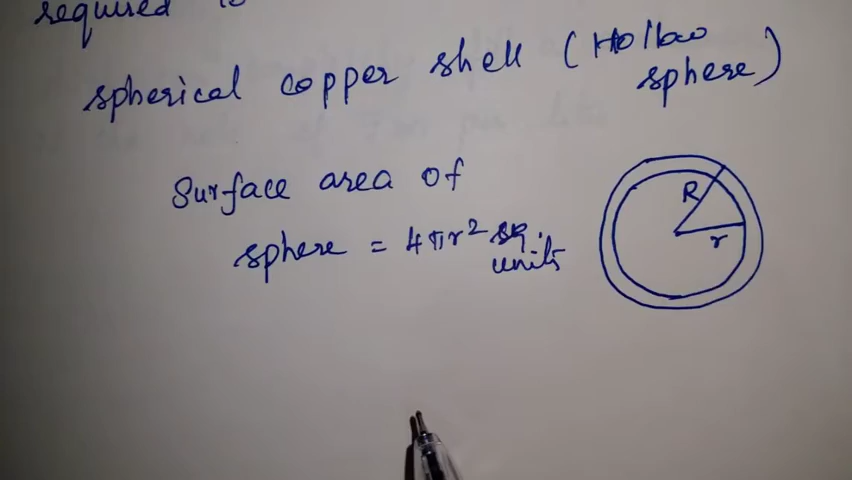 required
spherical copper shell (Hollow
sphere)
Surface area of
sphere = 4πr² sq.
units
R
r